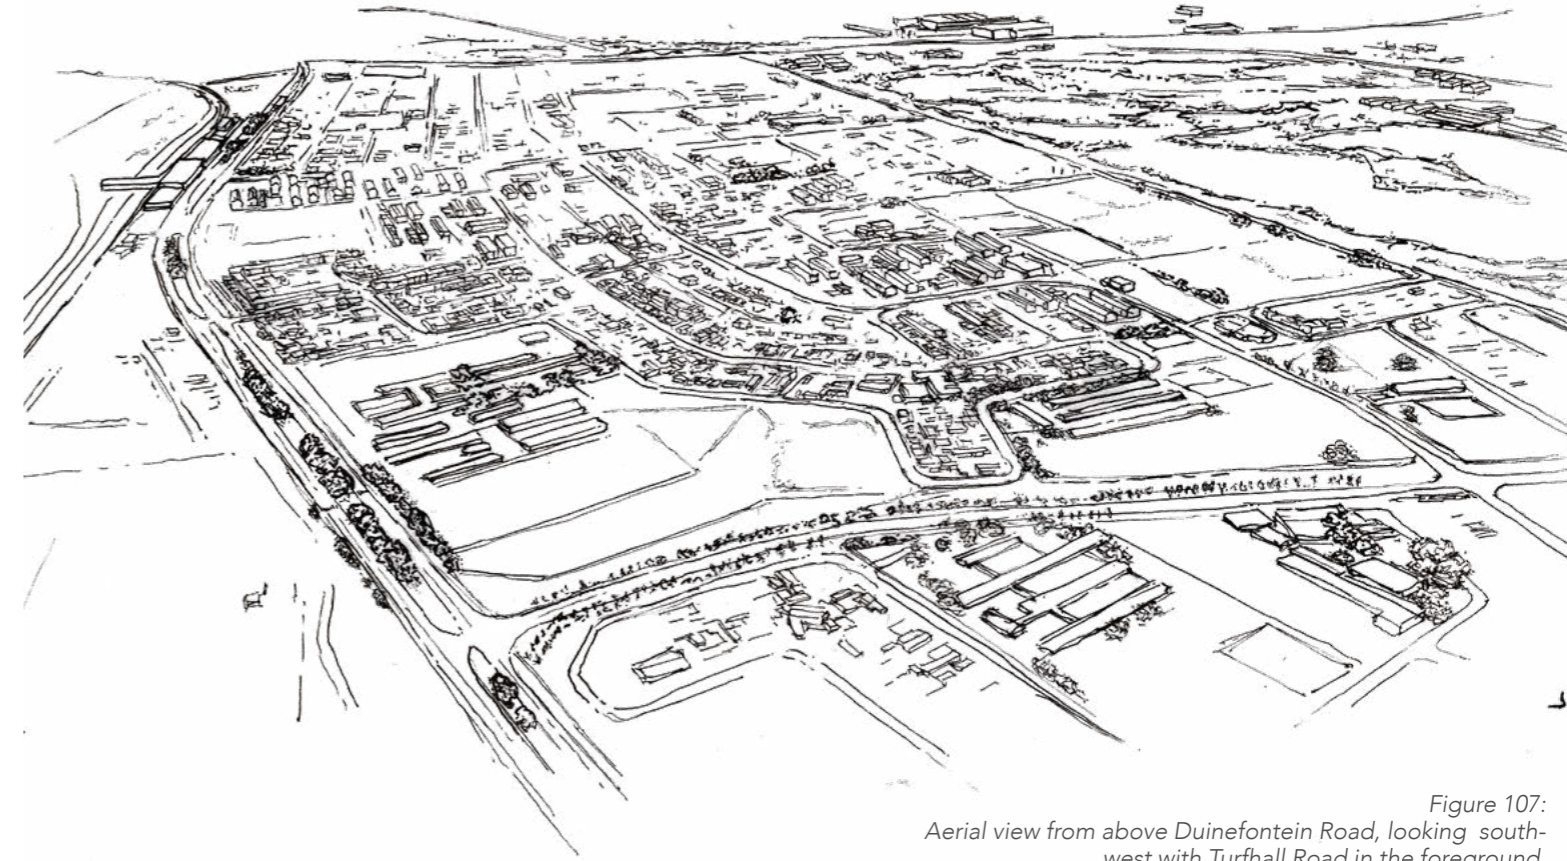 Figure 107:
Aerial view from above Duinefontein Road, looking south-
west with Turfhall Road in the foreground.